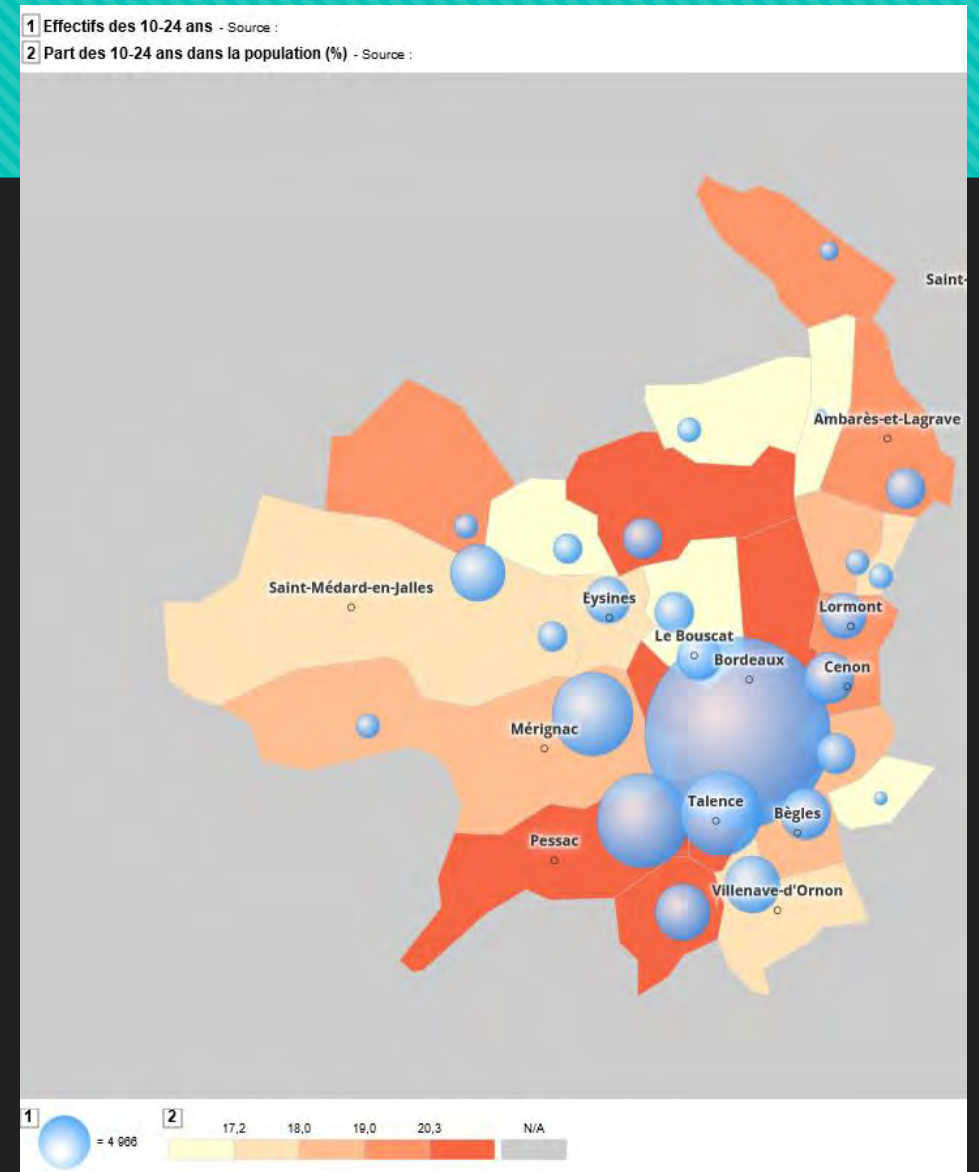 1 Effectifs des 10-24 ans - Source :
2 Part des 10-24 ans dans la population (%) - Source :
Saint-
Ambarès-et-Lagrave
Saint-Médard-en-Jalles
Eysines
Lormont
Le Bouscat
Bordeaux
Cenon
Mérignac
Talence
Bègles
Pessac
Villenave-d'Ornon
1
= 4 966
2
17,2 18,0 19,0 20,3 N/A